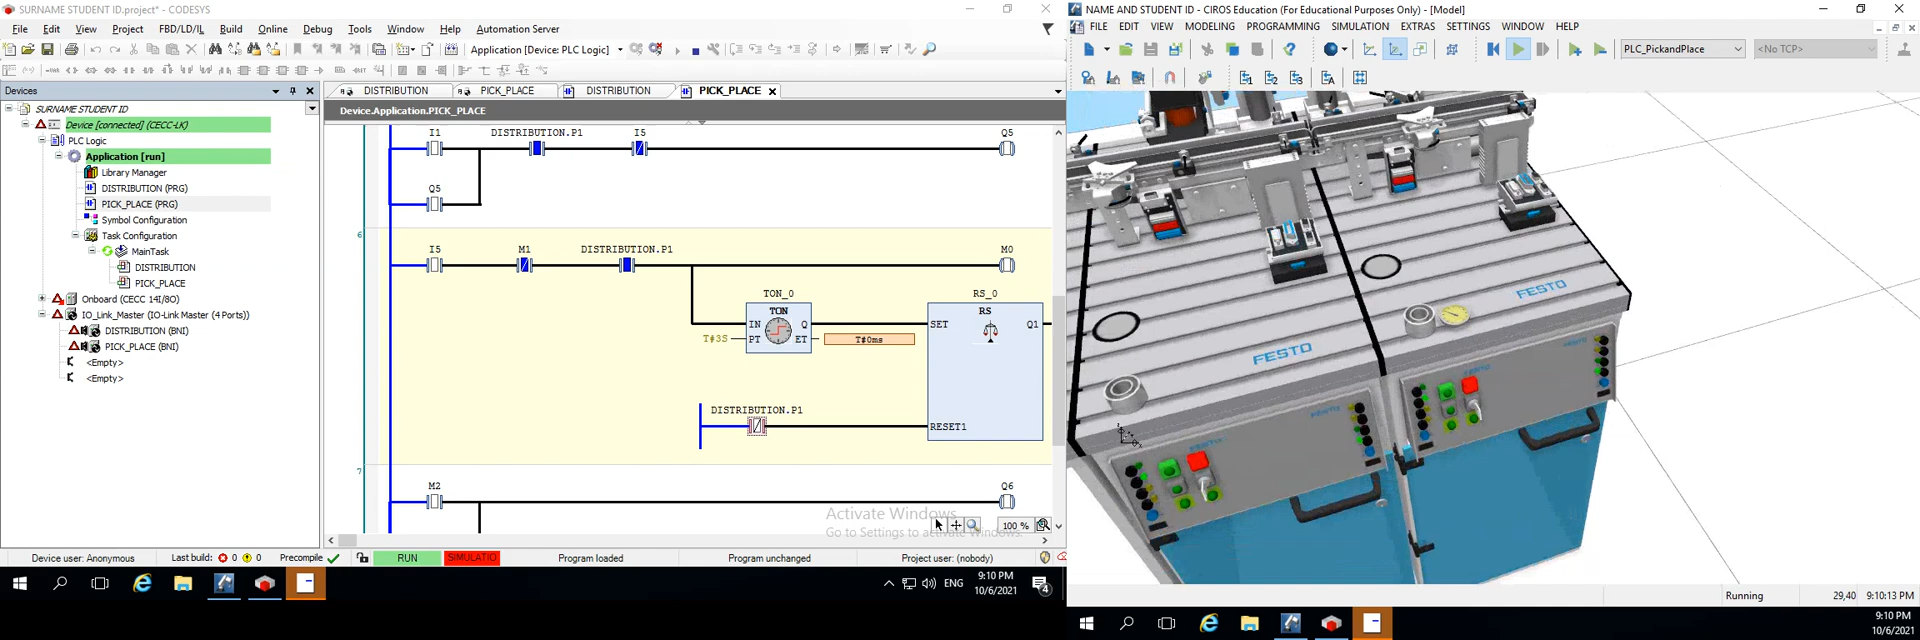 SURNAME STUDENT ID.project* - CODESYS
File Edit View Project FBD/LD/IL Build Online Debug Tools Window Help Automation Server
Application [Device: PLC Logic]
Devices
SURNAME STUDENT ID
Device [connected] (CECC-LK)
PLC Logic
Application [run]
Library Manager
DISTRIBUTION (PRG)
PICK_PLACE (PRG)
Symbol Configuration
Task Configuration
MainTask
DISTRIBUTION
PICK_PLACE
Onboard (CECC 14I/8O)
IO_Link_Master (IO-Link Master (4 Ports))
DISTRIBUTION (BNI)
PICK_PLACE (BNI)
<Empty>
<Empty>
DISTRIBUTION PICK_PLACE DISTRIBUTION PICK_PLACE
Device.Application.PICK_PLACE
I1 DISTRIBUTION.P1 I5 Q5
Q5
6
I5 M1 DISTRIBUTION.P1 M0
TON_0 RS_0
TON RS
IN Q SET Q1
T#3S PT ET T#0ms
DISTRIBUTION.P1
RESET1
7
M2 Q6
Activate Windows
Go to Settings to activate Windows.
100 %
Device user: Anonymous Last build: 0 0 Precompile RUN SIMULATIO Program loaded Program unchanged Project user: (nobody)
ENG 9:10 PM
10/6/2021
4
NAME AND STUDENT ID - CIROS Education (For Educational Purposes Only) - [Model]
FILE EDIT VIEW MODELING PROGRAMMING SIMULATION EXTRAS SETTINGS WINDOW HELP
PLC_PickandPlace <No TCP>
FESTO
FESTO
FESTO
FESTO
Running 29,40 9:10:13 PM
9:10 PM
10/6/2021